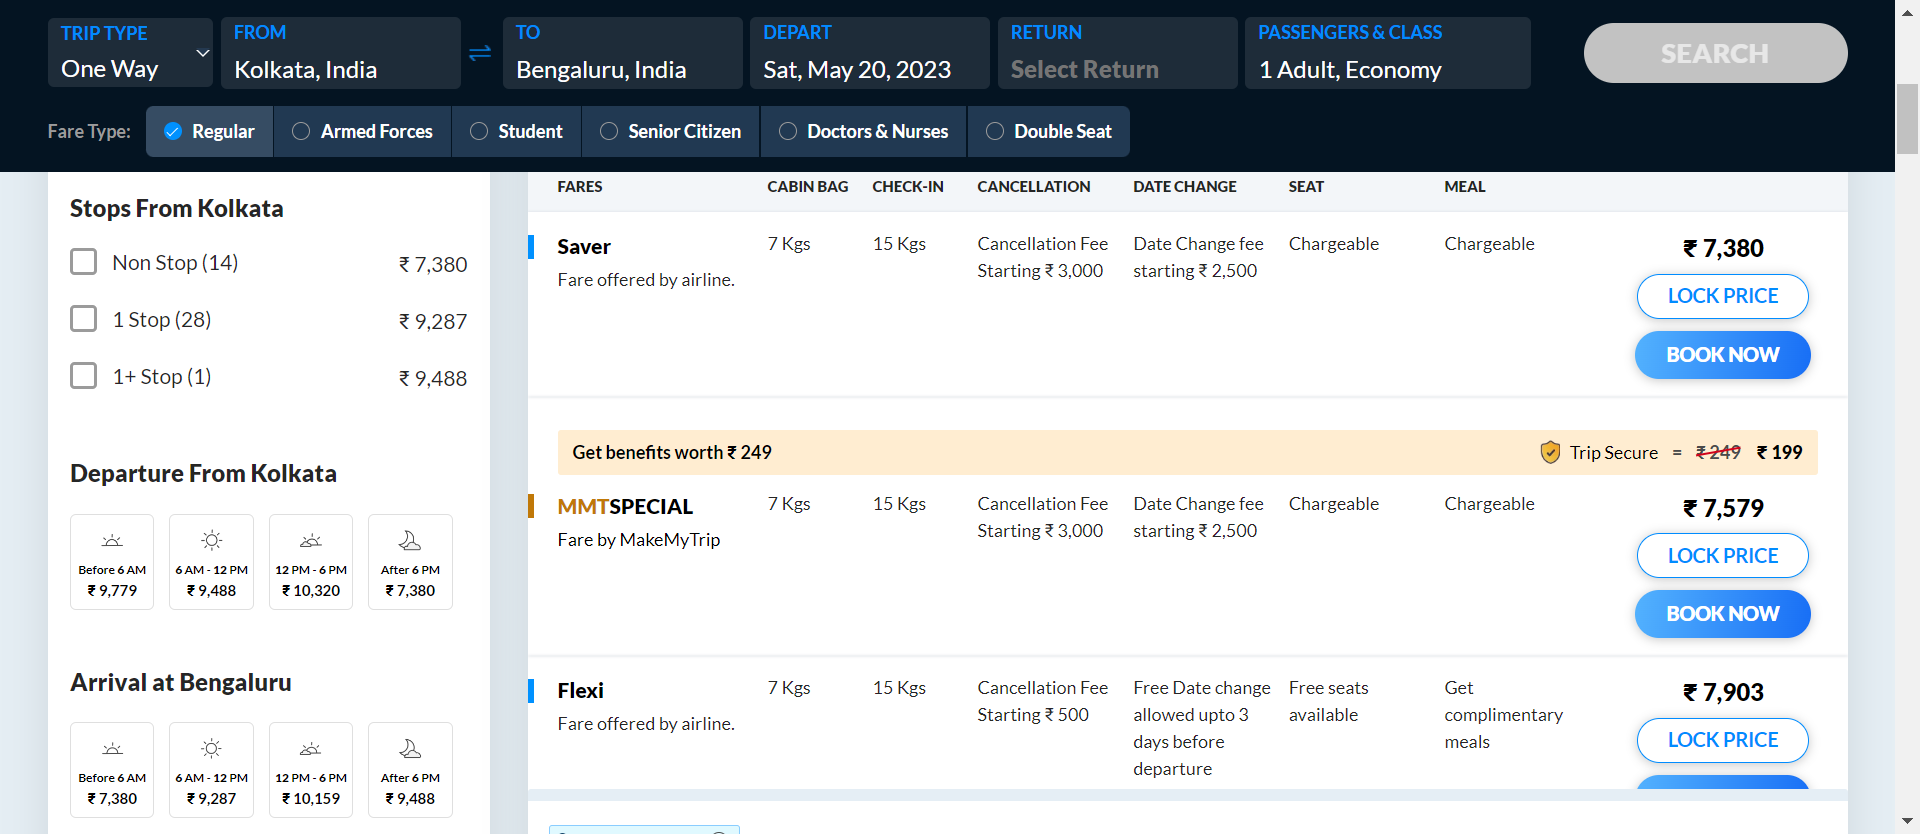 TRIP TYPE
One Way
FROM
Kolkata, India
TO
Bengaluru, India
DEPART
Sat, May 20, 2023
RETURN
Select Return
PASSENGERS & CLASS
1 Adult, Economy
SEARCH
Fare Type: Regular Armed Forces Student Senior Citizen Doctors & Nurses Double Seat
Stops From Kolkata
Non Stop (14) ₹ 7,380
1 Stop (28) ₹ 9,287
1+ Stop (1) ₹ 9,488
Departure From Kolkata
Before 6 AM
₹ 9,779
6 AM - 12 PM
₹ 9,488
12 PM - 6 PM
₹ 10,320
After 6 PM
₹ 7,380
Arrival at Bengaluru
Before 6 AM
₹ 7,380
6 AM - 12 PM
₹ 9,287
12 PM - 6 PM
₹ 10,159
After 6 PM
₹ 9,488
FARES CABIN BAG CHECK-IN CANCELLATION DATE CHANGE SEAT MEAL
Saver
Fare offered by airline.
7 Kgs
15 Kgs
Cancellation Fee
Starting ₹ 3,000
Date Change fee
starting ₹ 2,500
Chargeable
Chargeable
₹ 7,380
LOCK PRICE
BOOK NOW
Get benefits worth ₹ 249
Trip Secure = ₹ 249 ₹ 199
MMTSPECIAL
Fare by MakeMyTrip
7 Kgs
15 Kgs
Cancellation Fee
Starting ₹ 3,000
Date Change fee
starting ₹ 2,500
Chargeable
Chargeable
₹ 7,579
LOCK PRICE
BOOK NOW
Flexi
Fare offered by airline.
7 Kgs
15 Kgs
Cancellation Fee
Starting ₹ 500
Free Date change
allowed upto 3
days before
departure
Free seats
available
Get
complimentary
meals
₹ 7,903
LOCK PRICE